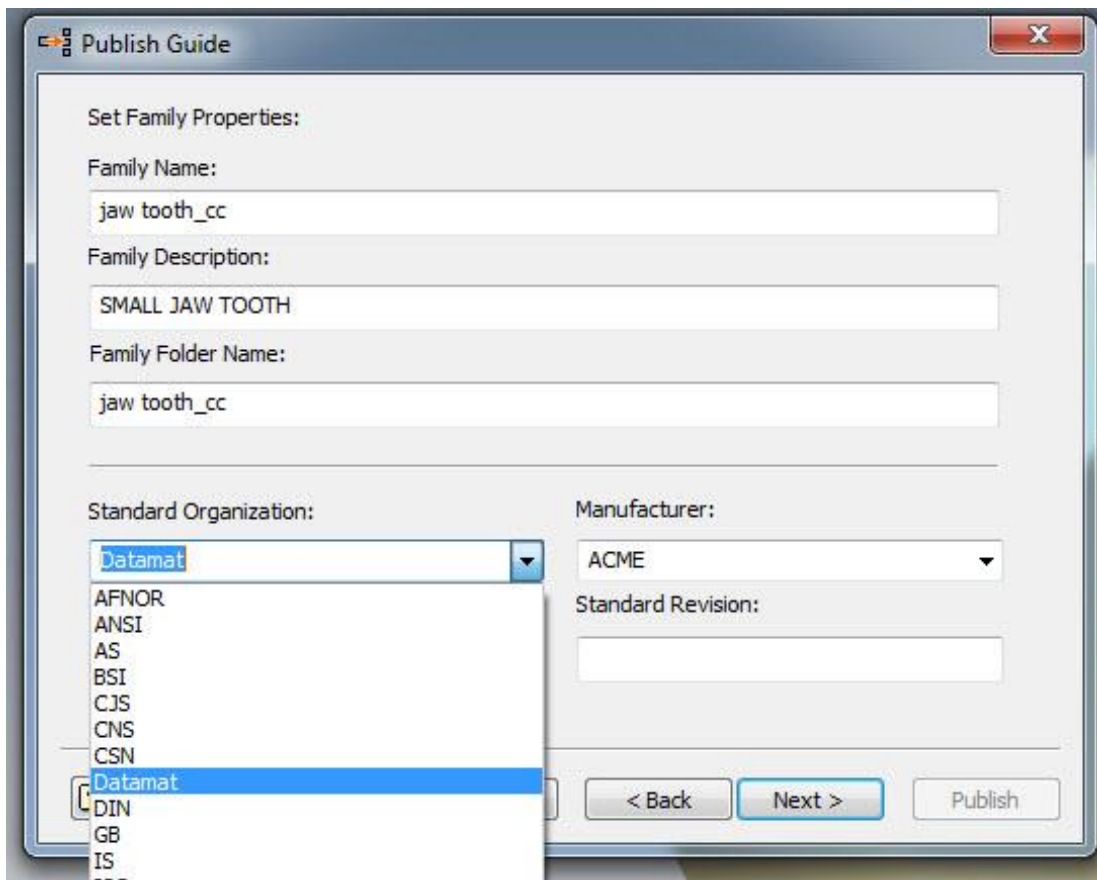 Publish Guide
Set Family Properties:
Family Name:
jaw tooth_cc
Family Description:
SMALL JAW TOOTH
Family Folder Name:
jaw tooth_cc
Standard Organization:
Manufacturer:
Datamat
ACME
Standard Revision:
AFNOR
ANSI
AS
BSI
CJS
CNS
CSN
Datamat
DIN
GB
IS
< Back
Next >
Publish